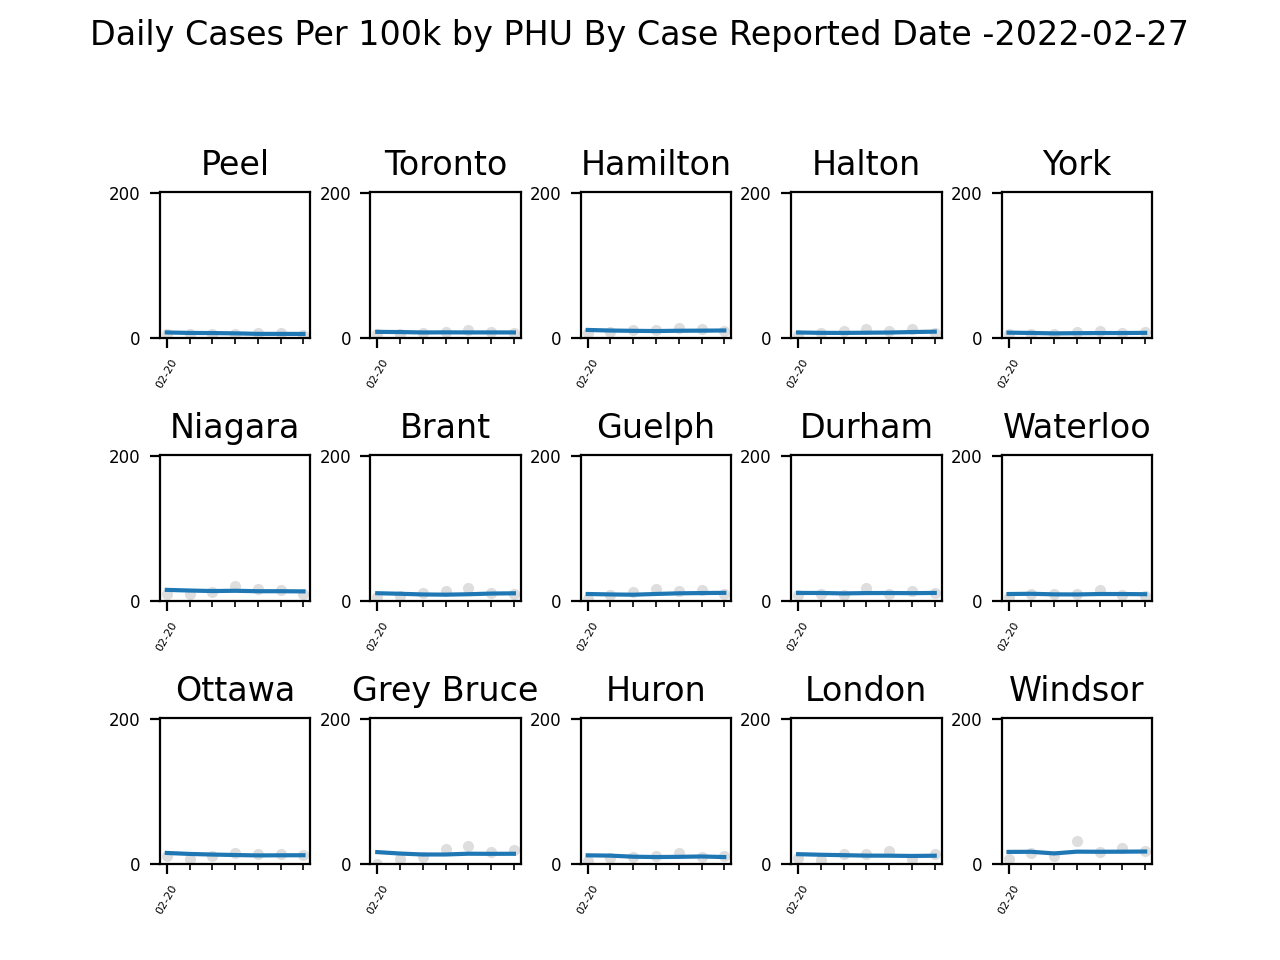 Daily Cases Per 100k by PHU By Case Reported Date -2022-02-27
Peel Toronto Hamilton Halton York
200 200 200 200 200
0 0 0 0 0
02-20 02-20 02-20 02-20 02-20
Niagara Brant Guelph Durham Waterloo
200 200 200 200 200
0 0 0 0 0
02-20 02-20 02-20 02-20 02-20
Ottawa Grey Bruce Huron London Windsor
200 200 200 200 200
0 0 0 0 0
02-20 02-20 02-20 02-20 02-20